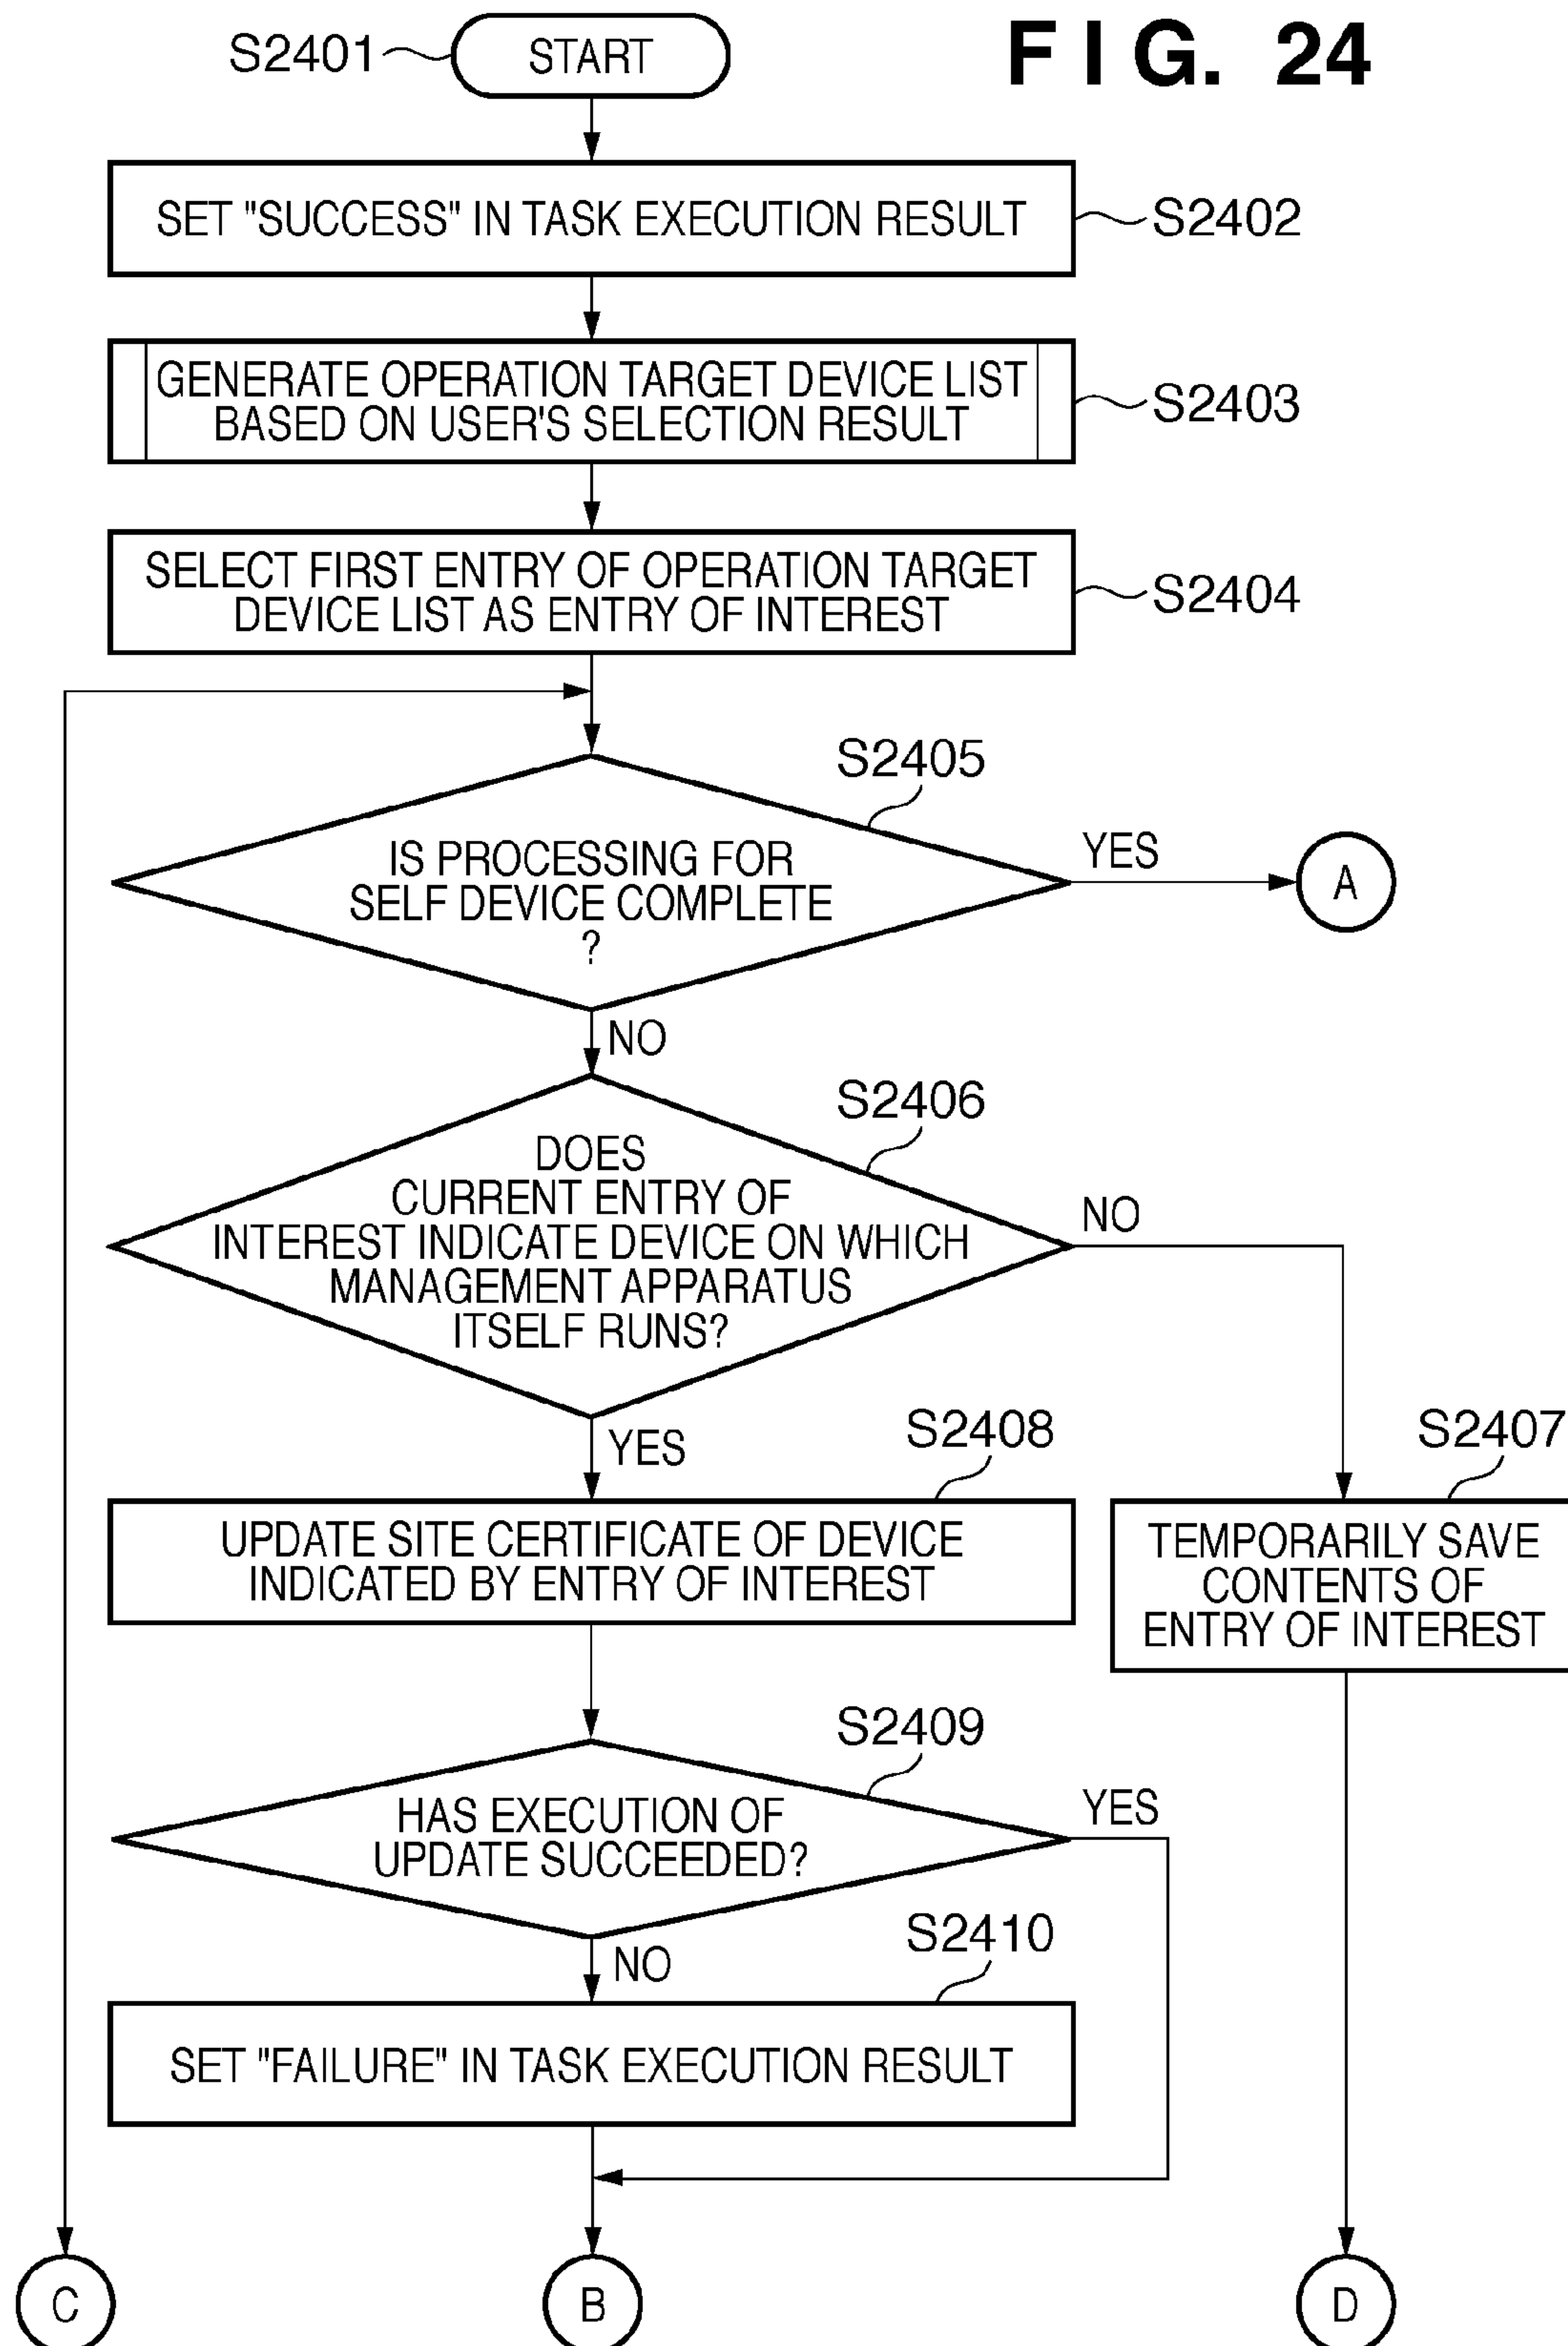 FIG. 24
S2401
START
SET "SUCCESS" IN TASK EXECUTION RESULT
S2402
GENERATE OPERATION TARGET DEVICE LIST
BASED ON USER'S SELECTION RESULT
S2403
SELECT FIRST ENTRY OF OPERATION TARGET
DEVICE LIST AS ENTRY OF INTEREST
S2404
S2405
IS PROCESSING FOR
SELF DEVICE COMPLETE
?
YES
A
NO
S2406
DOES
CURRENT ENTRY OF
INTEREST INDICATE DEVICE ON WHICH
MANAGEMENT APPARATUS
ITSELF RUNS?
NO
YES
S2408
UPDATE SITE CERTIFICATE OF DEVICE
INDICATED BY ENTRY OF INTEREST
S2407
TEMPORARILY SAVE
CONTENTS OF
ENTRY OF INTEREST
S2409
HAS EXECUTION OF
UPDATE SUCCEEDED?
YES
NO
S2410
SET "FAILURE" IN TASK EXECUTION RESULT
C
B
D